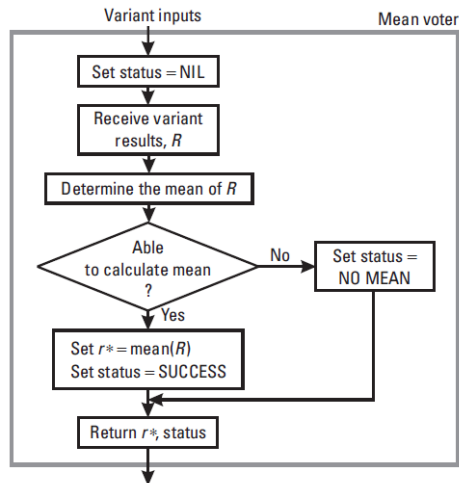 Variant inputs
Mean voter
Set status = NIL
Receive variant
results, R
Determine the mean of R
Able
to calculate mean
?
No
Set status =
NO MEAN
Yes
Set r* = mean(R)
Set status = SUCCESS
Return r*, status